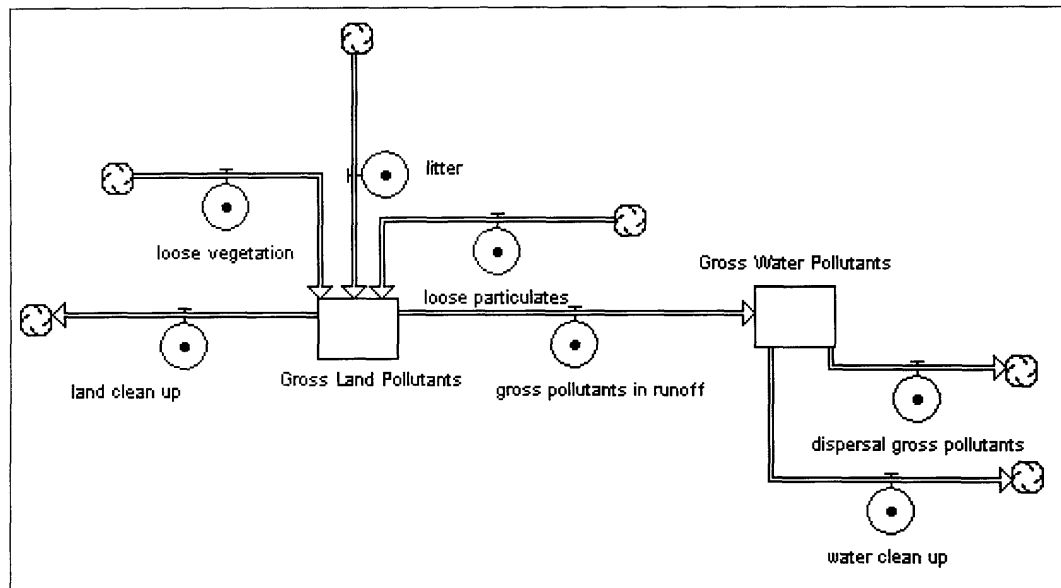 litter
loose vegetation
Gross Water Pollutants
loose particulates
Gross Land Pollutants
land clean up
gross pollutants in runoff
dispersal gross pollutants
water clean up